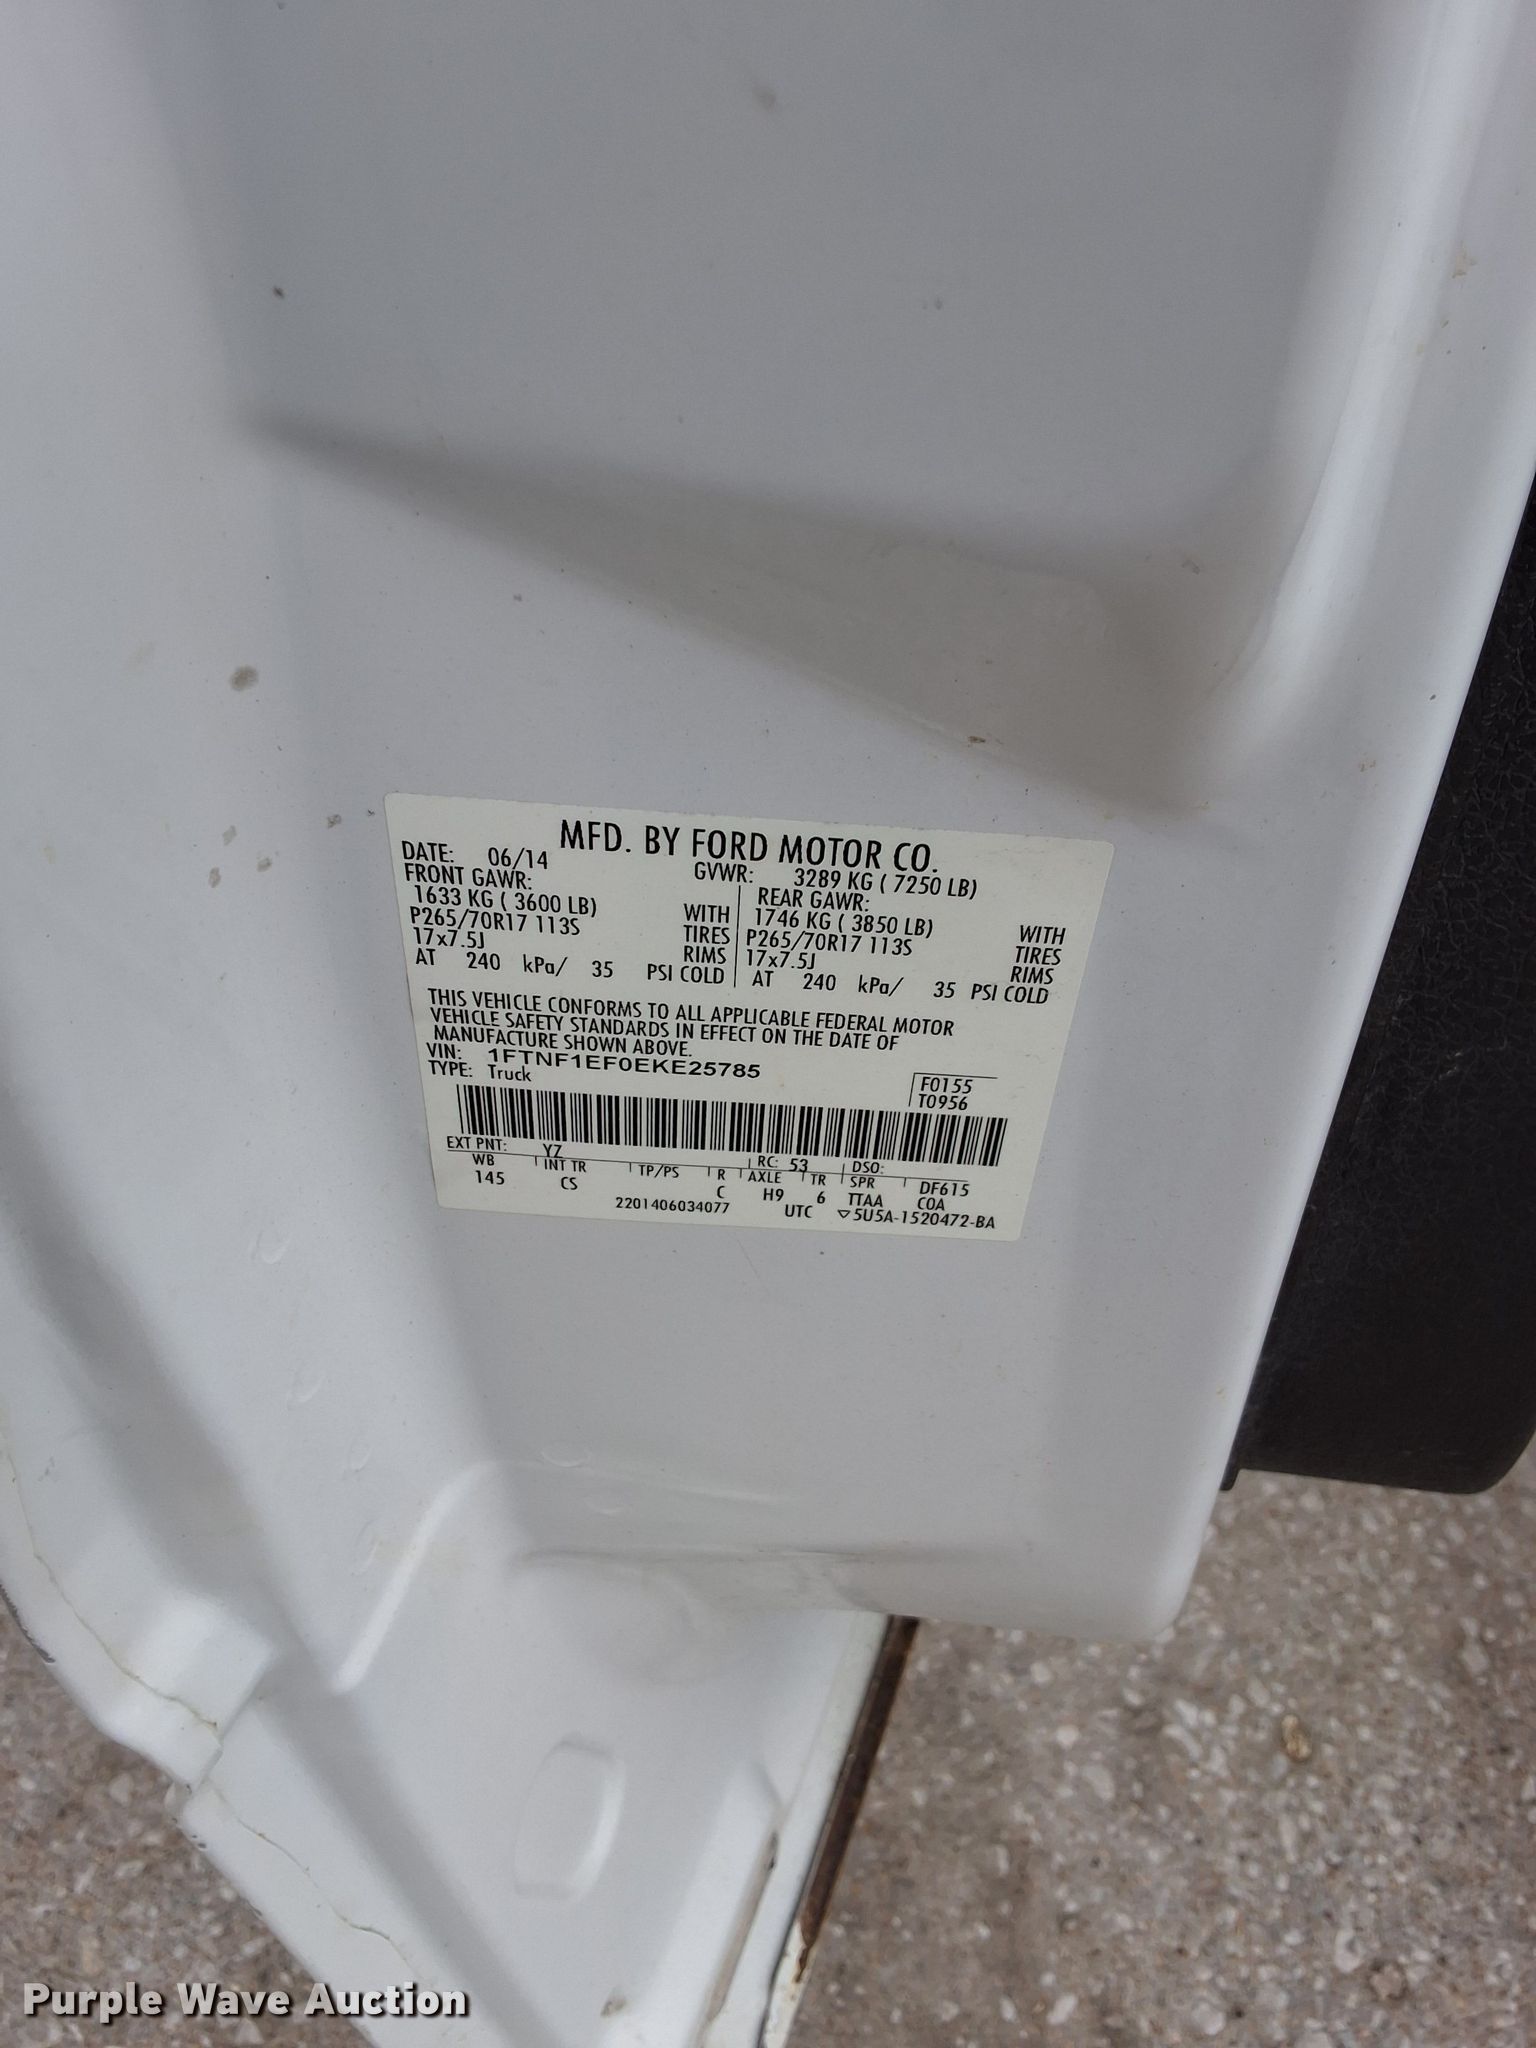 MFD. BY FORD MOTOR CO.
DATE: 06/14 GVWR: 3289 KG ( 7250 LB)
FRONT GAWR: REAR GAWR:
1633 KG ( 3600 LB) WITH 1746 KG ( 3850 LB) WITH
P265/70R17 113S TIRES P265/70R17 113S TIRES
17x7.5J RIMS 17x7.5J RIMS
AT 240 kPa/ 35 PSI COLD AT 240 kPa/ 35 PSI COLD
THIS VEHICLE CONFORMS TO ALL APPLICABLE FEDERAL MOTOR
VEHICLE SAFETY STANDARDS IN EFFECT ON THE DATE OF
MANUFACTURE SHOWN ABOVE.
VIN: 1FTNF1EF0EKE25785
TYPE: Truck
F0155
T0956
EXT PNT: YZ RC: 53 DSO:
WB INT TR TP/PS R AXLE TR SPR DF615
145 CS C H9 6 TTAA COA
2201406034077 UTC ▽5U5A-1520472-BA
Purple Wave Auction